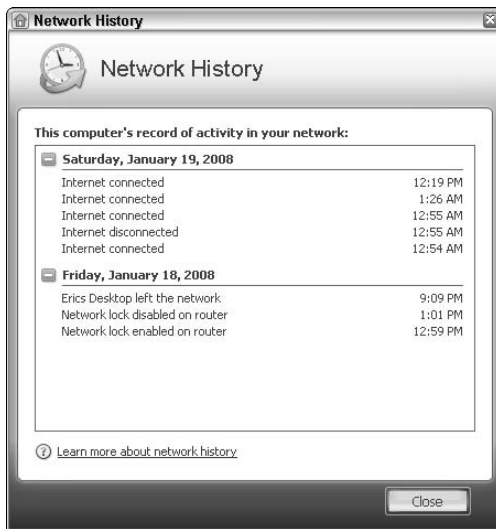 Network History
Network History
This computer's record of activity in your network:
Saturday, January 19, 2008
Internet connected 12:19 PM
Internet connected 1:26 AM
Internet connected 12:55 AM
Internet disconnected 12:55 AM
Internet connected 12:54 AM
Friday, January 18, 2008
Erics Desktop left the network 9:09 PM
Network lock disabled on router 1:01 PM
Network lock enabled on router 12:59 PM
Learn more about network history
Close